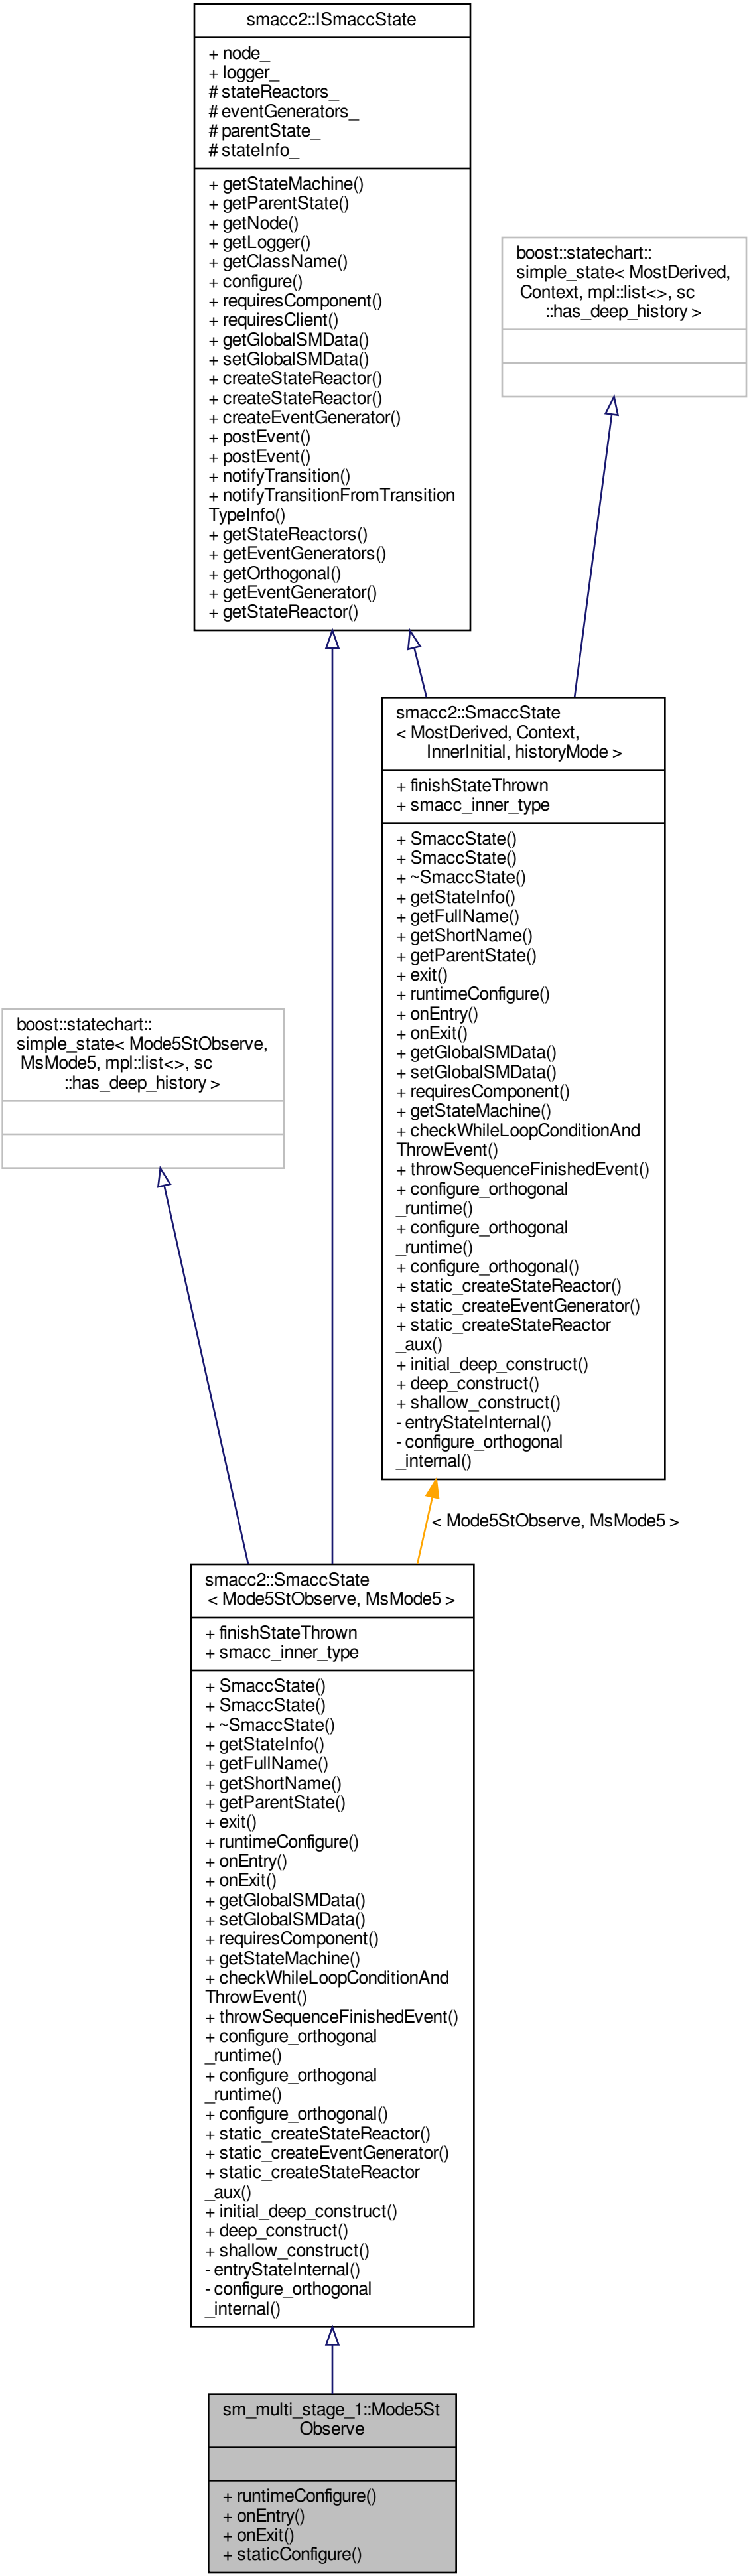 smacc2::ISmaccState
+ node_
+ logger_
# stateReactors_
# eventGenerators_
# parentState_
# stateInfo_
+ getStateMachine()
+ getParentState()
+ getNode()
+ getLogger()
+ getClassName()
+ configure()
+ requiresComponent()
+ requiresClient()
+ getGlobalSMData()
+ setGlobalSMData()
+ createStateReactor()
+ createStateReactor()
+ createEventGenerator()
+ postEvent()
+ postEvent()
+ notifyTransition()
+ notifyTransitionFromTransition
TypeInfo()
+ getStateReactors()
+ getEventGenerators()
+ getOrthogonal()
+ getEventGenerator()
+ getStateReactor()
boost::statechart::
simple_state< MostDerived,
Context, mpl::list<>, sc
::has_deep_history >
smacc2::SmaccState
< MostDerived, Context,
InnerInitial, historyMode >
+ finishStateThrown
+ smacc_inner_type
+ SmaccState()
+ SmaccState()
+ ~SmaccState()
+ getStateInfo()
+ getFullName()
+ getShortName()
+ getParentState()
+ exit()
+ runtimeConfigure()
+ onEntry()
+ onExit()
+ getGlobalSMData()
+ setGlobalSMData()
+ requiresComponent()
+ getStateMachine()
+ checkWhileLoopConditionAnd
ThrowEvent()
+ throwSequenceFinishedEvent()
+ configure_orthogonal
_runtime()
+ configure_orthogonal
_runtime()
+ configure_orthogonal()
+ static_createStateReactor()
+ static_createEventGenerator()
+ static_createStateReactor
_aux()
+ initial_deep_construct()
+ deep_construct()
+ shallow_construct()
- entryStateInternal()
- configure_orthogonal
_internal()
boost::statechart::
simple_state< Mode5StObserve,
MsMode5, mpl::list<>, sc
::has_deep_history >
< Mode5StObserve, MsMode5 >
smacc2::SmaccState
< Mode5StObserve, MsMode5 >
+ finishStateThrown
+ smacc_inner_type
+ SmaccState()
+ SmaccState()
+ ~SmaccState()
+ getStateInfo()
+ getFullName()
+ getShortName()
+ getParentState()
+ exit()
+ runtimeConfigure()
+ onEntry()
+ onExit()
+ getGlobalSMData()
+ setGlobalSMData()
+ requiresComponent()
+ getStateMachine()
+ checkWhileLoopConditionAnd
ThrowEvent()
+ throwSequenceFinishedEvent()
+ configure_orthogonal
_runtime()
+ configure_orthogonal
_runtime()
+ configure_orthogonal()
+ static_createStateReactor()
+ static_createEventGenerator()
+ static_createStateReactor
_aux()
+ initial_deep_construct()
+ deep_construct()
+ shallow_construct()
- entryStateInternal()
- configure_orthogonal
_internal()
sm_multi_stage_1::Mode5St
Observe
+ runtimeConfigure()
+ onEntry()
+ onExit()
+ staticConfigure()